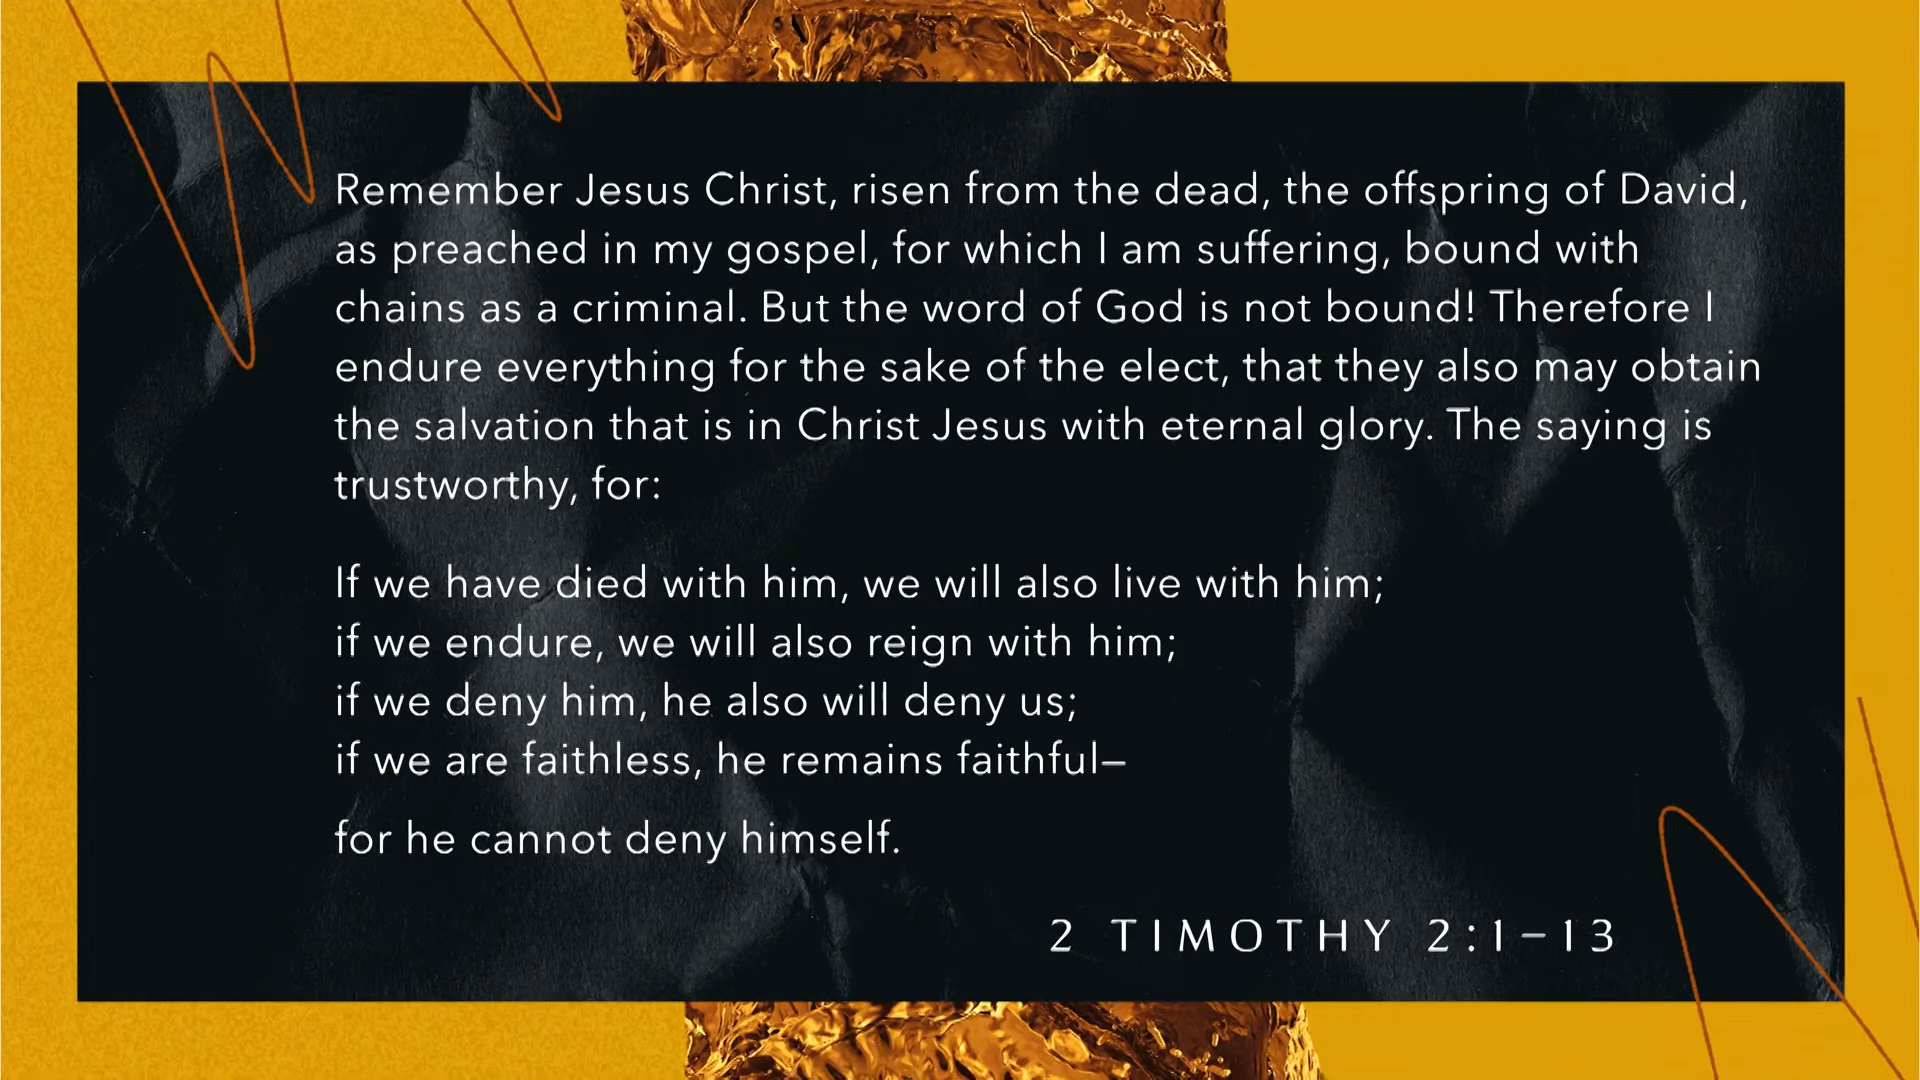 Remember Jesus Christ, risen from the dead, the offspring of David,
as preached in my gospel, for which I am suffering, bound with
chains as a criminal. But the word of God is not bound! Therefore I
endure everything for the sake of the elect, that they also may obtain
the salvation that is in Christ Jesus with eternal glory. The saying is
trustworthy, for:
If we have died with him, we will also live with him;
if we endure, we will also reign with him;
if we deny him, he also will deny us;
if we are faithless, he remains faithful—
for he cannot deny himself.
2 TIMOTHY 2:1–13